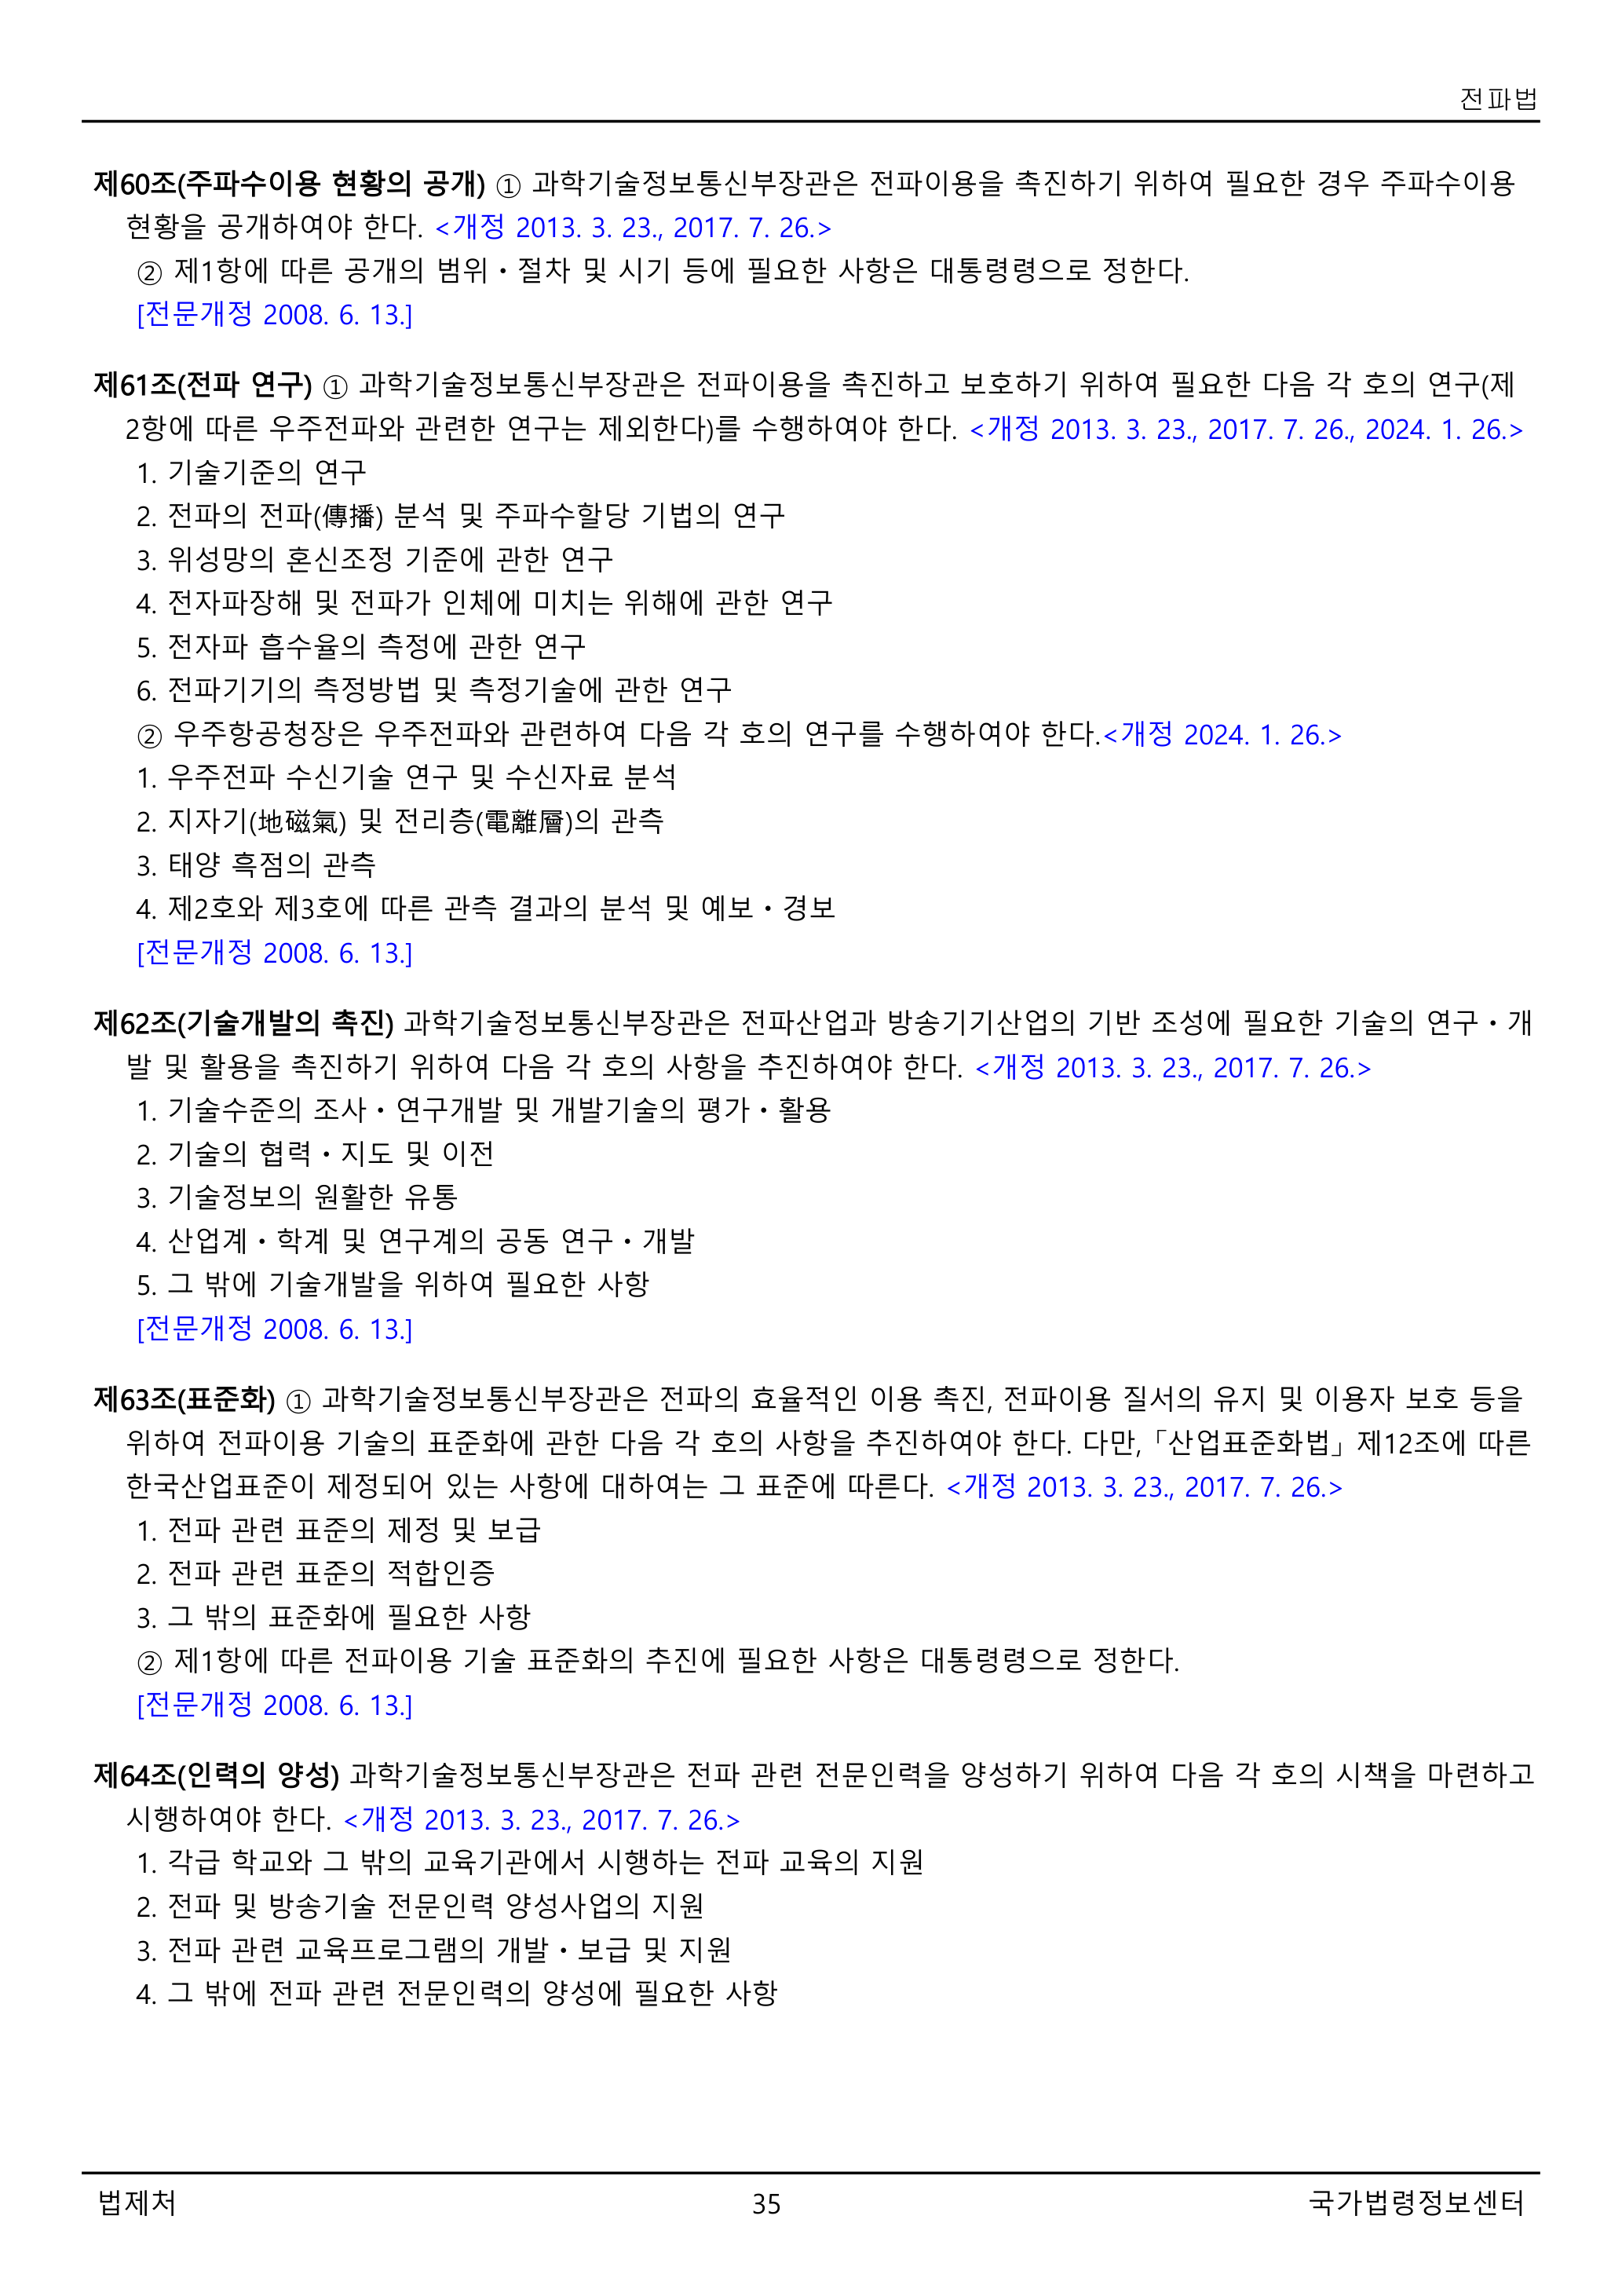 전파법
제60조(주파수이용 현황의 공개) ① 과학기술정보통신부장관은 전파이용을 촉진하기 위하여 필요한 경우 주파수이용
현황을 공개하여야 한다. <개정 2013. 3. 23., 2017. 7. 26.>
② 제1항에 따른 공개의 범위ㆍ절차 및 시기 등에 필요한 사항은 대통령령으로 정한다.
[전문개정 2008. 6. 13.]
제61조(전파 연구) ① 과학기술정보통신부장관은 전파이용을 촉진하고 보호하기 위하여 필요한 다음 각 호의 연구(제
2항에 따른 우주전파와 관련한 연구는 제외한다)를 수행하여야 한다. <개정 2013. 3. 23., 2017. 7. 26., 2024. 1. 26.>
1. 기술기준의 연구
2. 전파의 전파(傳播) 분석 및 주파수할당 기법의 연구
3. 위성망의 혼신조정 기준에 관한 연구
4. 전자파장해 및 전파가 인체에 미치는 위해에 관한 연구
5. 전자파 흡수율의 측정에 관한 연구
6. 전파기기의 측정방법 및 측정기술에 관한 연구
② 우주항공청장은 우주전파와 관련하여 다음 각 호의 연구를 수행하여야 한다.<개정 2024. 1. 26.>
1. 우주전파 수신기술 연구 및 수신자료 분석
2. 지자기(地磁氣) 및 전리층(電離層)의 관측
3. 태양 흑점의 관측
4. 제2호와 제3호에 따른 관측 결과의 분석 및 예보ㆍ경보
[전문개정 2008. 6. 13.]
제62조(기술개발의 촉진) 과학기술정보통신부장관은 전파산업과 방송기기산업의 기반 조성에 필요한 기술의 연구ㆍ개
발 및 활용을 촉진하기 위하여 다음 각 호의 사항을 추진하여야 한다. <개정 2013. 3. 23., 2017. 7. 26.>
1. 기술수준의 조사ㆍ연구개발 및 개발기술의 평가ㆍ활용
2. 기술의 협력ㆍ지도 및 이전
3. 기술정보의 원활한 유통
4. 산업계ㆍ학계 및 연구계의 공동 연구ㆍ개발
5. 그 밖에 기술개발을 위하여 필요한 사항
[전문개정 2008. 6. 13.]
제63조(표준화) ① 과학기술정보통신부장관은 전파의 효율적인 이용 촉진, 전파이용 질서의 유지 및 이용자 보호 등을
위하여 전파이용 기술의 표준화에 관한 다음 각 호의 사항을 추진하여야 한다. 다만,「산업표준화법」제12조에 따른
한국산업표준이 제정되어 있는 사항에 대하여는 그 표준에 따른다. <개정 2013. 3. 23., 2017. 7. 26.>
1. 전파 관련 표준의 제정 및 보급
2. 전파 관련 표준의 적합인증
3. 그 밖의 표준화에 필요한 사항
② 제1항에 따른 전파이용 기술 표준화의 추진에 필요한 사항은 대통령령으로 정한다.
[전문개정 2008. 6. 13.]
제64조(인력의 양성) 과학기술정보통신부장관은 전파 관련 전문인력을 양성하기 위하여 다음 각 호의 시책을 마련하고
시행하여야 한다. <개정 2013. 3. 23., 2017. 7. 26.>
1. 각급 학교와 그 밖의 교육기관에서 시행하는 전파 교육의 지원
2. 전파 및 방송기술 전문인력 양성사업의 지원
3. 전파 관련 교육프로그램의 개발ㆍ보급 및 지원
4. 그 밖에 전파 관련 전문인력의 양성에 필요한 사항
법제처 35 국가법령정보센터